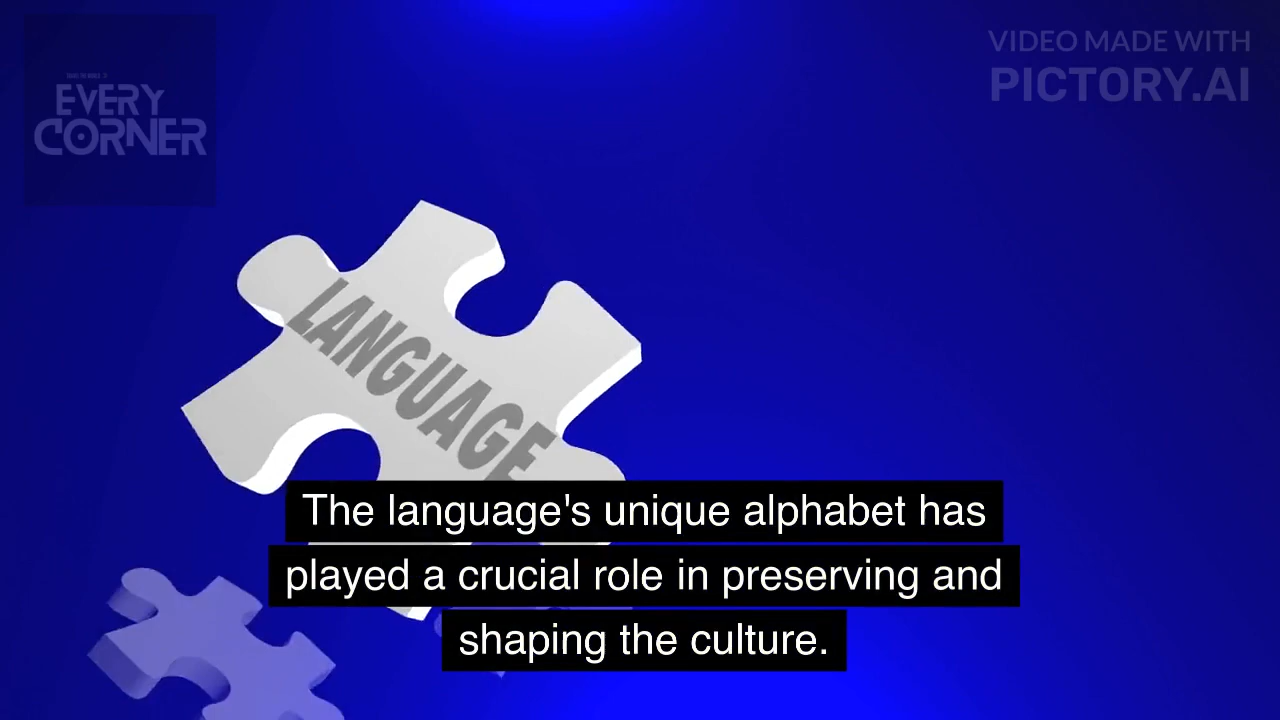 EVERY
CORNER
VIDEO MADE WITH
PICTORY.AI
LANGUAGE
The language's unique alphabet has
played a crucial role in preserving and
shaping the culture.